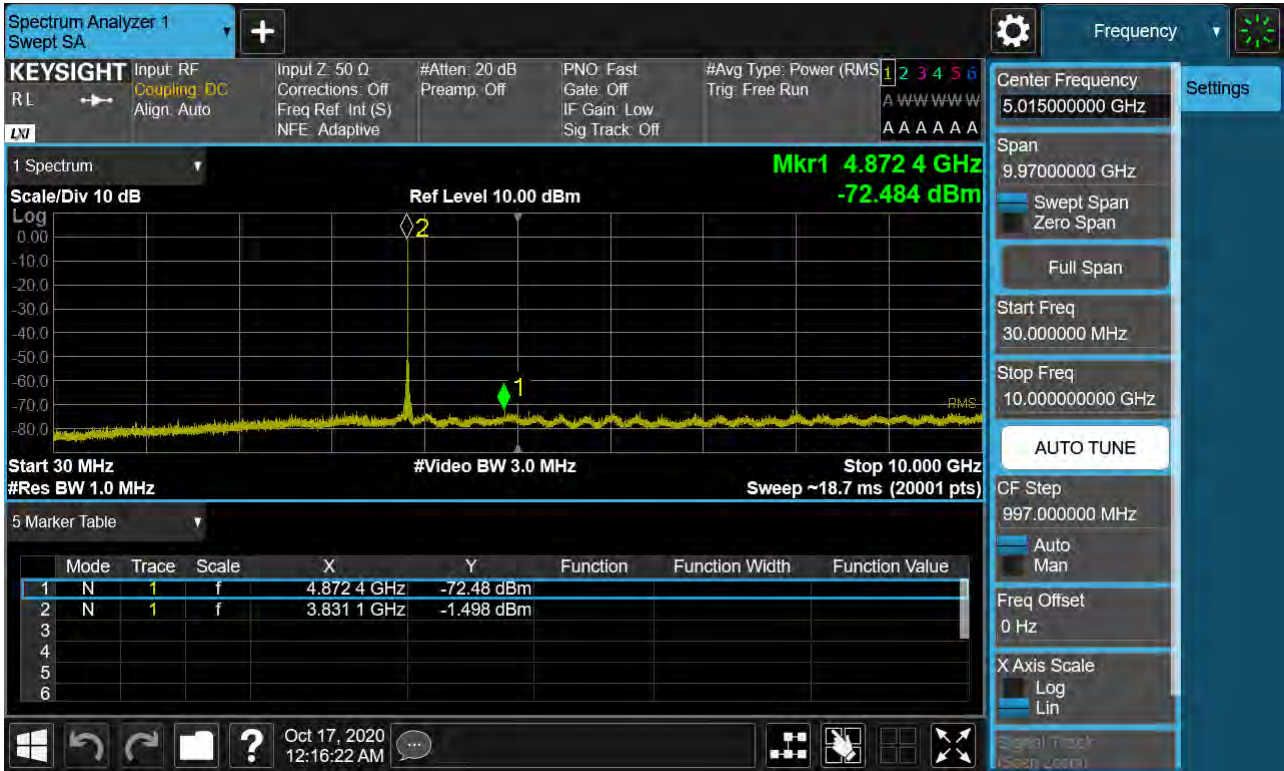 Spectrum Analyzer 1
Swept SA
Frequency
KEYSIGHT
RL
LXI
Input: RF
Coupling: DC
Align: Auto
Input Z: 50 Ω
Corrections: Off
Freq Ref: Int (S)
NFE: Adaptive
#Atten: 20 dB
Preamp: Off
PNO: Fast
Gate: Off
IF Gain: Low
Sig Track: Off
#Avg Type: Power (RMS
Trig: Free Run
1 2 3 4 5 6
A W W W W W
A A A A A A
1 Spectrum
Mkr1 4.872 4 GHz
Scale/Div 10 dB
Ref Level 10.00 dBm
-72.484 dBm
Log
0.00
-10.0
-20.0
-30.0
-40.0
-50.0
-60.0
-70.0
-80.0
2
1
RMS
Start 30 MHz
#Video BW 3.0 MHz
Stop 10.000 GHz
#Res BW 1.0 MHz
Sweep ~18.7 ms (20001 pts)
5 Marker Table
Mode Trace Scale X Y Function Function Width Function Value
1 N 1 f 4.872 4 GHz -72.48 dBm
2 N 1 f 3.831 1 GHz -1.498 dBm
3
4
5
6
Oct 17, 2020
12:16:22 AM
Center Frequency
5.015000000 GHz
Settings
Span
9.97000000 GHz
Swept Span
Zero Span
Full Span
Start Freq
30.000000 MHz
Stop Freq
10.000000000 GHz
AUTO TUNE
CF Step
997.000000 MHz
Auto
Man
Freq Offset
0 Hz
X Axis Scale
Log
Lin
Signal Track
(Span Zoom)